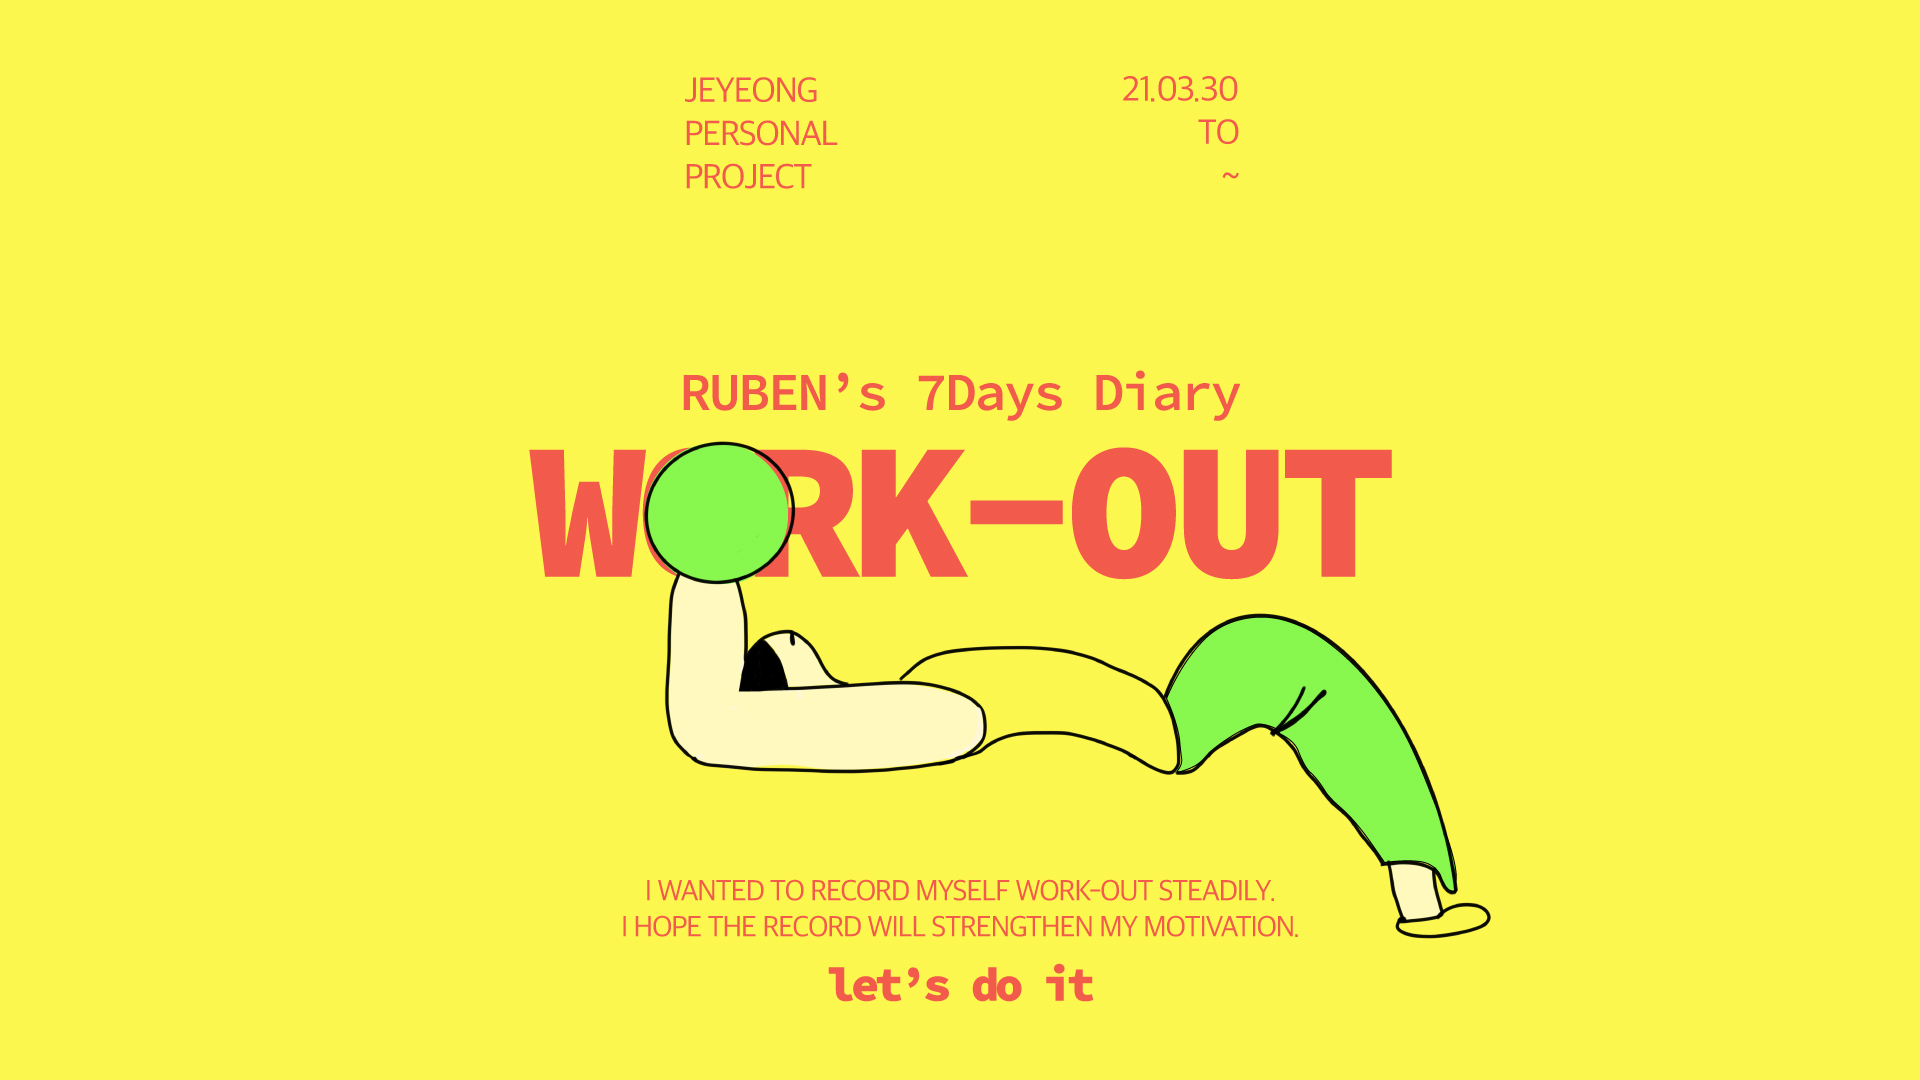 JEYEONG
PERSONAL
PROJECT
21.03.30
TO
~
RUBEN’s 7Days Diary
WORK-OUT
I WANTED TO RECORD MYSELF WORK-OUT STEADILY.
I HOPE THE RECORD WILL STRENGTHEN MY MOTIVATION.
let’s do it